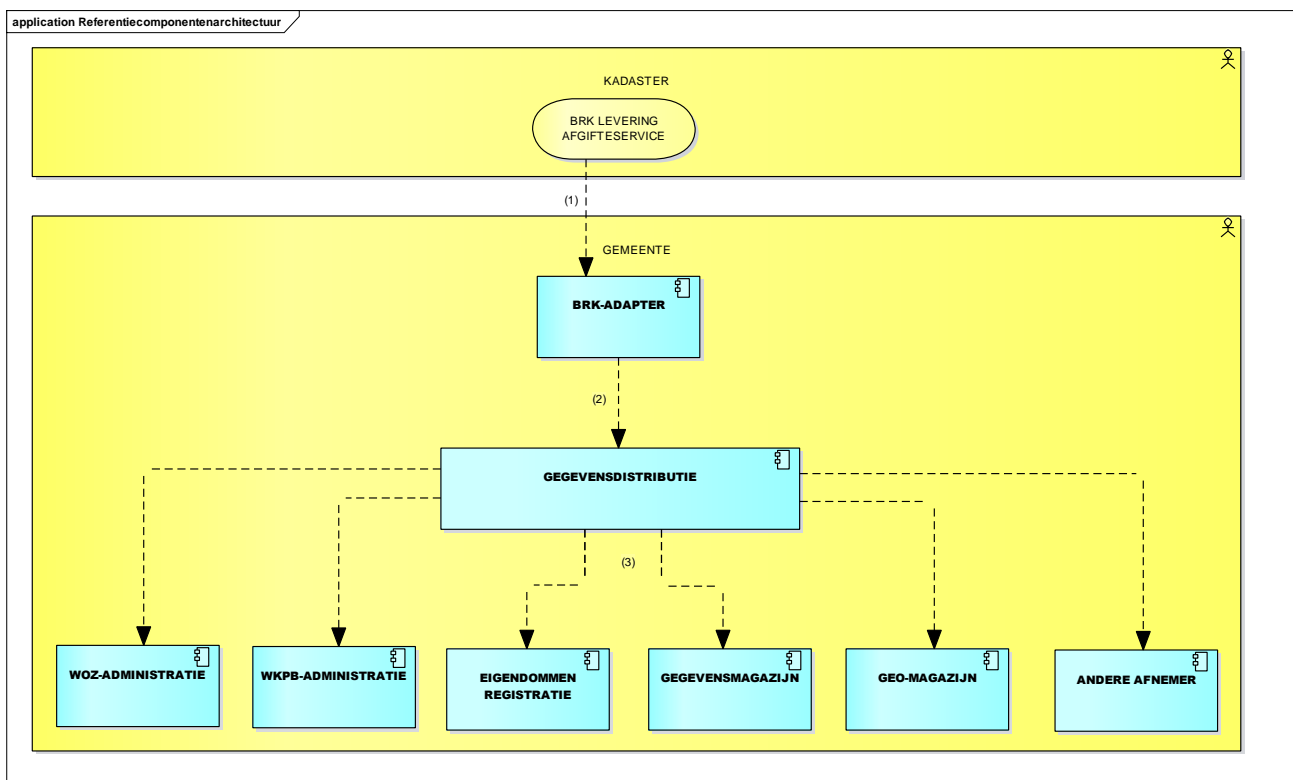 application Referentiecomponentenarchitectuur
KADASTER
BRK LEVERING
AFGIFTESERVICE
(1)
GEMEENTE
BRK-ADAPTER
(2)
GEGEVENSDISTRIBUTIE
(3)
WOZ-ADMINISTRATIE
WKPB-ADMINISTRATIE
EIGENDOMMEN
REGISTRATIE
GEGEVENSMAGAZIJN
GEO-MAGAZIJN
ANDERE AFNEMER